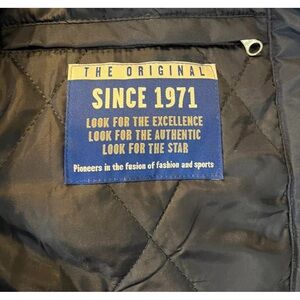 THE ORIGINAL
SINCE 1971
LOOK FOR THE EXCELLENCE
LOOK FOR THE AUTHENTIC
LOOK FOR THE STAR
Pioneers in the fusion of fashion and sports